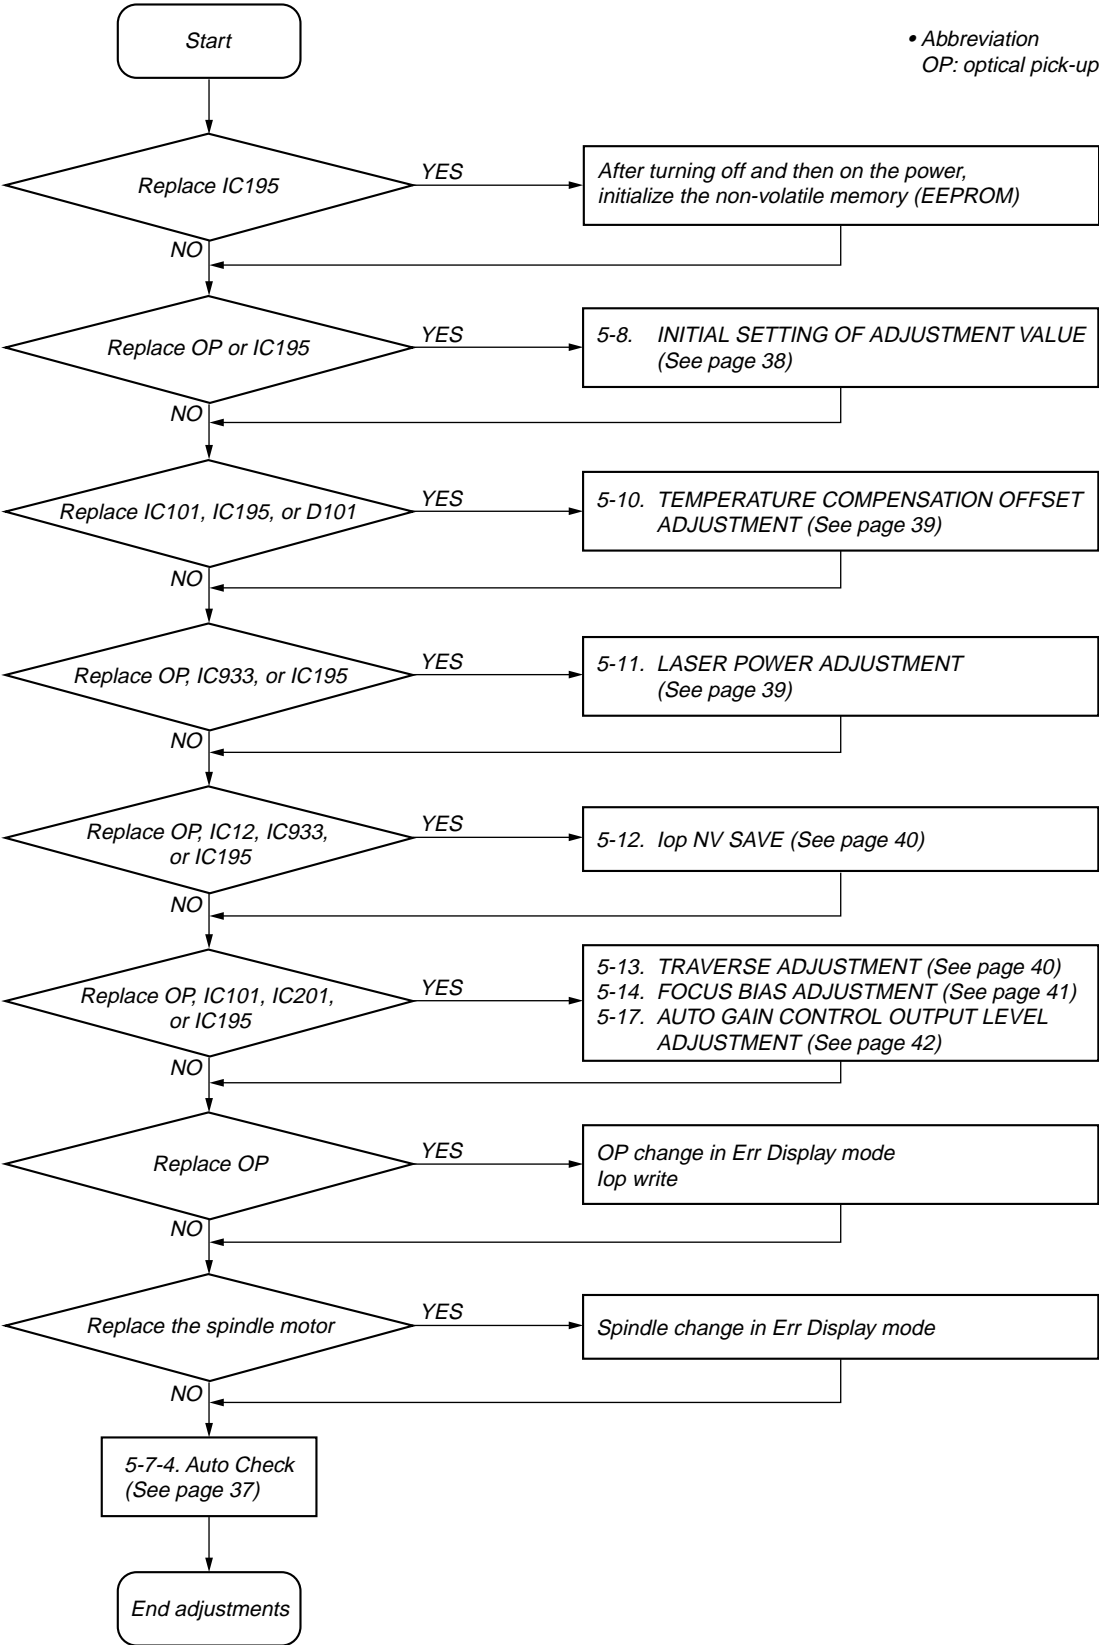 Start
• Abbreviation
OP: optical pick-up
Replace IC195
YES
After turning off and then on the power,
initialize the non-volatile memory (EEPROM)
NO
Replace OP or IC195
YES
5-8. INITIAL SETTING OF ADJUSTMENT VALUE
(See page 38)
NO
Replace IC101, IC195, or D101
YES
5-10. TEMPERATURE COMPENSATION OFFSET
ADJUSTMENT (See page 39)
NO
Replace OP, IC933, or IC195
YES
5-11. LASER POWER ADJUSTMENT
(See page 39)
NO
Replace OP, IC12, IC933,
or IC195
YES
5-12. Iop NV SAVE (See page 40)
NO
Replace OP, IC101, IC201,
or IC195
YES
5-13. TRAVERSE ADJUSTMENT (See page 40)
5-14. FOCUS BIAS ADJUSTMENT (See page 41)
5-17. AUTO GAIN CONTROL OUTPUT LEVEL
ADJUSTMENT (See page 42)
NO
Replace OP
YES
OP change in Err Display mode
Iop write
NO
Replace the spindle motor
YES
Spindle change in Err Display mode
NO
5-7-4. Auto Check
(See page 37)
End adjustments